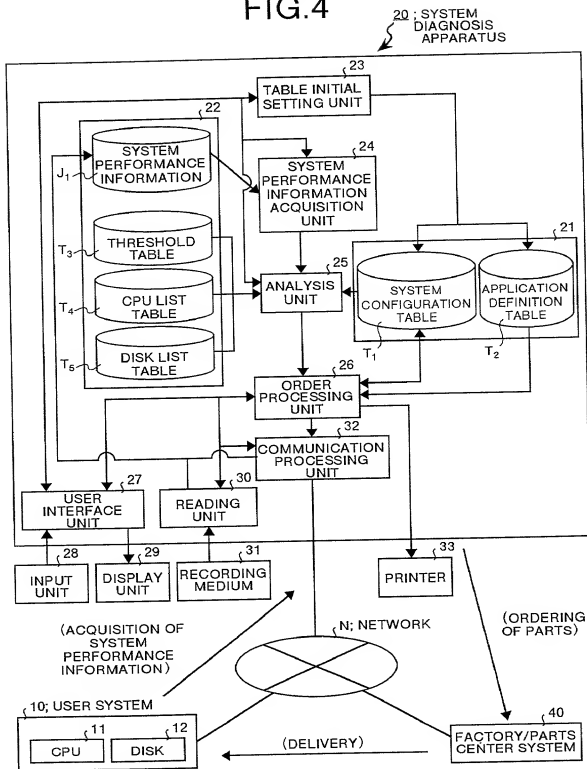 FIG.4
20 ; SYSTEM
DIAGNOSIS
APPARATUS
23
TABLE INITIAL
SETTING UNIT
22
SYSTEM
PERFORMANCE
INFORMATION
J1
24
SYSTEM
PERFORMANCE
INFORMATION
ACQUISITION
UNIT
THRESHOLD
TABLE
T3
21
25
ANALYSIS
UNIT
CPU LIST
TABLE
T4
SYSTEM
CONFIGURATION
TABLE
T1
APPLICATION
DEFINITION
TABLE
T2
DISK LIST
TABLE
T5
26
ORDER
PROCESSING
UNIT
32
COMMUNICATION
PROCESSING
UNIT
27
USER
INTERFACE
UNIT
30
READING
UNIT
28
INPUT
UNIT
29
DISPLAY
UNIT
31
RECORDING
MEDIUM
33
PRINTER
(ACQUISITION OF
SYSTEM
PERFORMANCE
INFORMATION)
N; NETWORK
(ORDERING
OF PARTS)
10; USER SYSTEM
11
CPU
12
DISK
(DELIVERY)
40
FACTORY/PARTS
CENTER SYSTEM